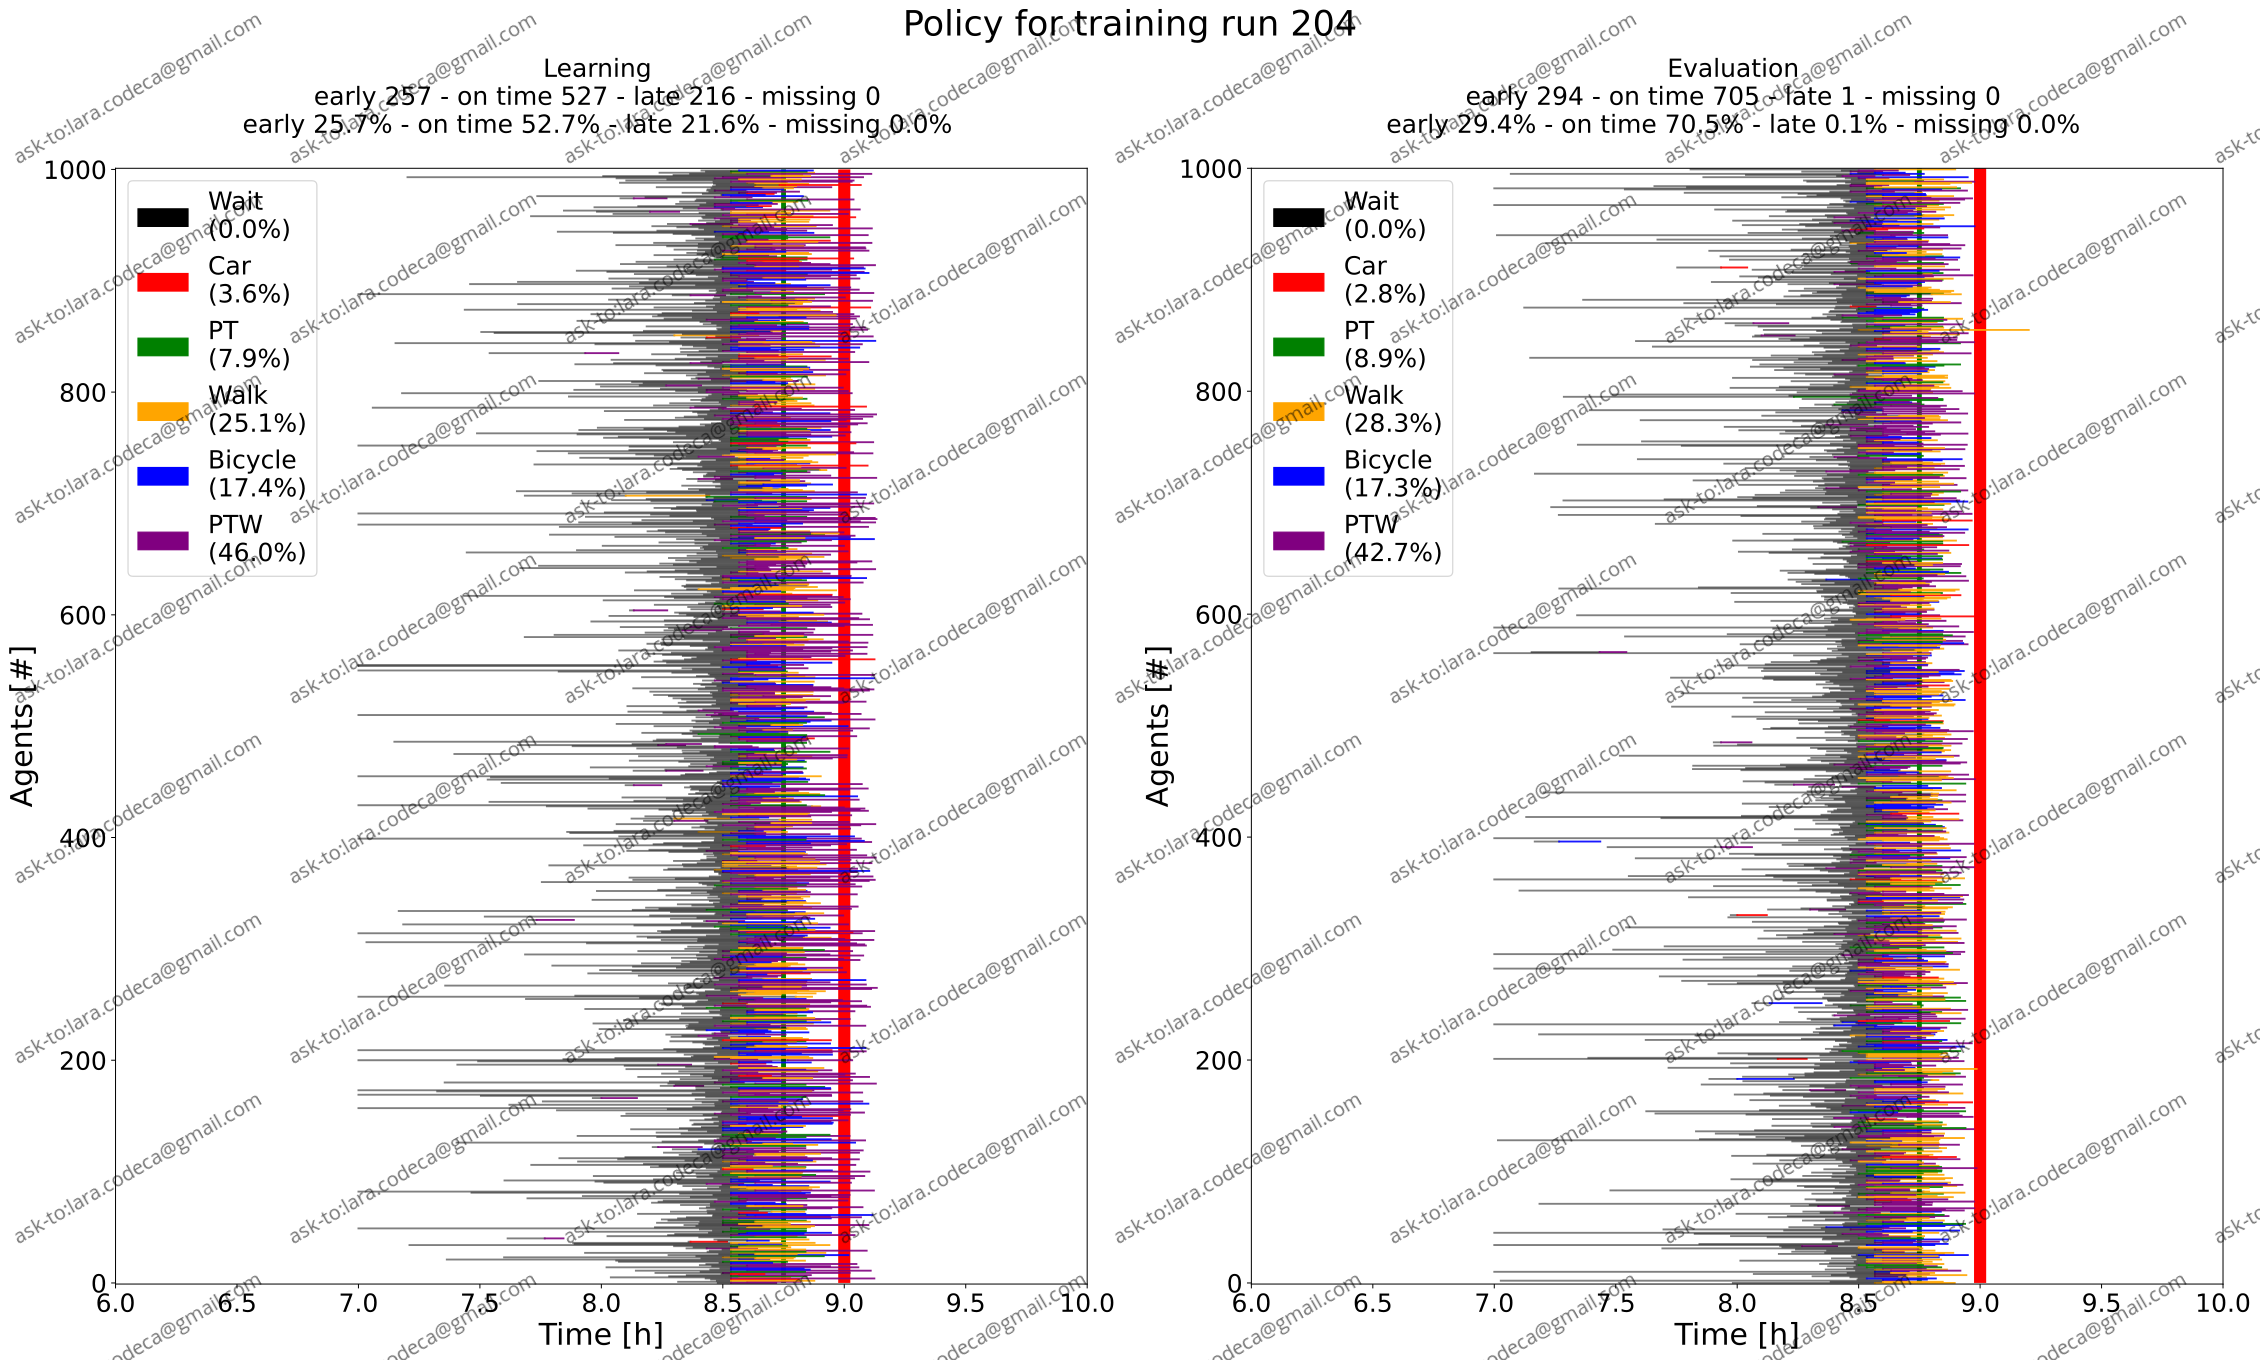 Policy for training run 204
Learning
early 257 - on time 527 - late 216 - missing 0
early 25.7% - on time 52.7% - late 21.6% - missing 0.0%
Evaluation
early 294 - on time 705 - late 1 - missing 0
early 29.4% - on time 70.5% - late 0.1% - missing 0.0%
Wait
(0.0%)
Car
(3.6%)
PT
(7.9%)
Walk
(25.1%)
Bicycle
(17.4%)
PTW
(46.0%)
Agents [#]
1000
800
600
400
200
0
6.0 6.5 7.0 7.5 8.0 8.5 9.0 9.5 10.0
Time [h]
Wait
(0.0%)
Car
(2.8%)
PT
(8.9%)
Walk
(28.3%)
Bicycle
(17.3%)
PTW
(42.7%)
Agents [#]
1000
800
600
400
200
0
6.0 6.5 7.0 7.5 8.0 8.5 9.0 9.5 10.0
Time [h]
ask-to:lara.codeca@gmail.com